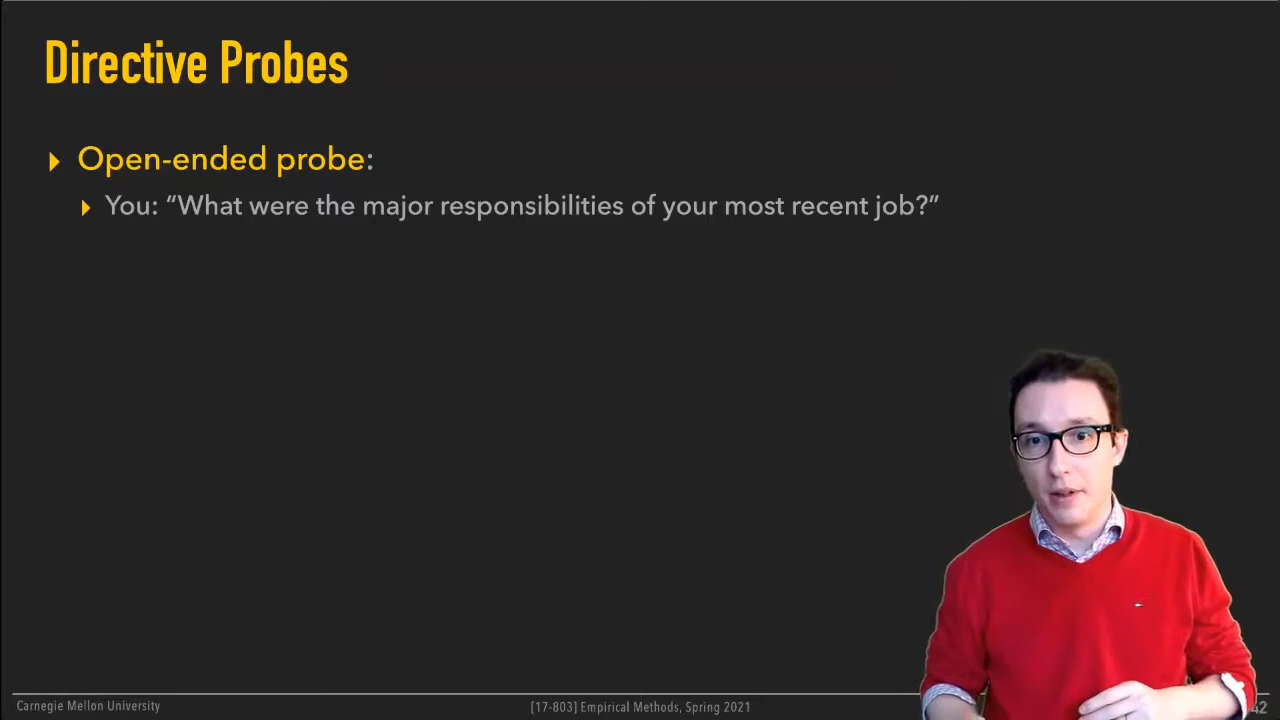 Directive Probes
Open-ended probe:
You: “What were the major responsibilities of your most recent job?”
Carnegie Mellon University
[17-803] Empirical Methods, Spring 2021
42